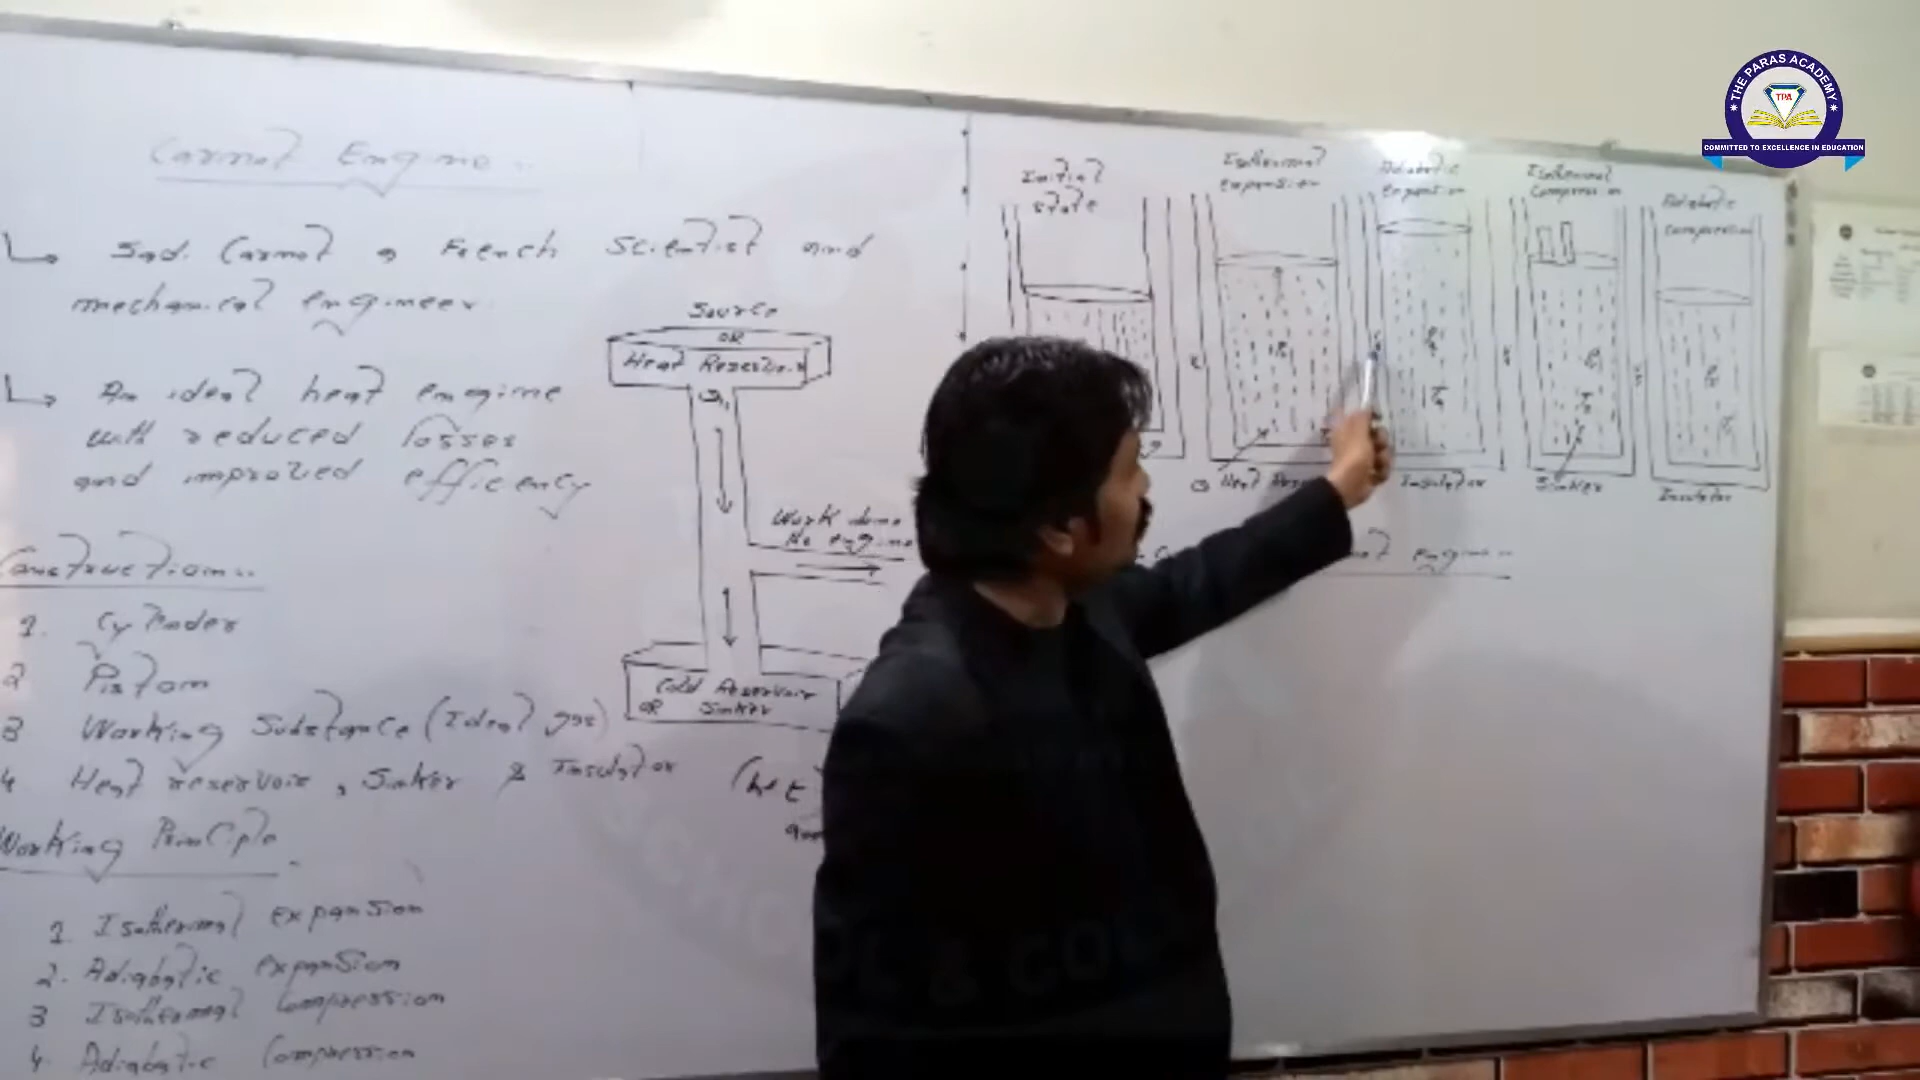 Carnot Engine..
Sadi Carnot a French Scientist and
mechanical engineer
An ideal heat engine
with reduced losses
and improved efficiency
Construction..
1. Cylinder
2 Piston
3 Working Substance (Ideal gas)
4 Heat reservoir, Sinker & Insulator
Working Principle
1. Isothermal expansion
2. Adiabatic expansion
3 Isothermal Compression
4. Adiabatic Compression
Source
OR
Heat Reservoir
Work done
engine
Cold Reservoir
OR Sinker
Initial
State
Isothermal
expansion
Adiabatic
expansion
Isothermal
Compression
Adiabatic
Compression
Heat
Insulator
Sinker
Insulator
engine..
THE PARAS ACADEMY
TPA
COMMITTED TO EXCELLENCE IN EDUCATION